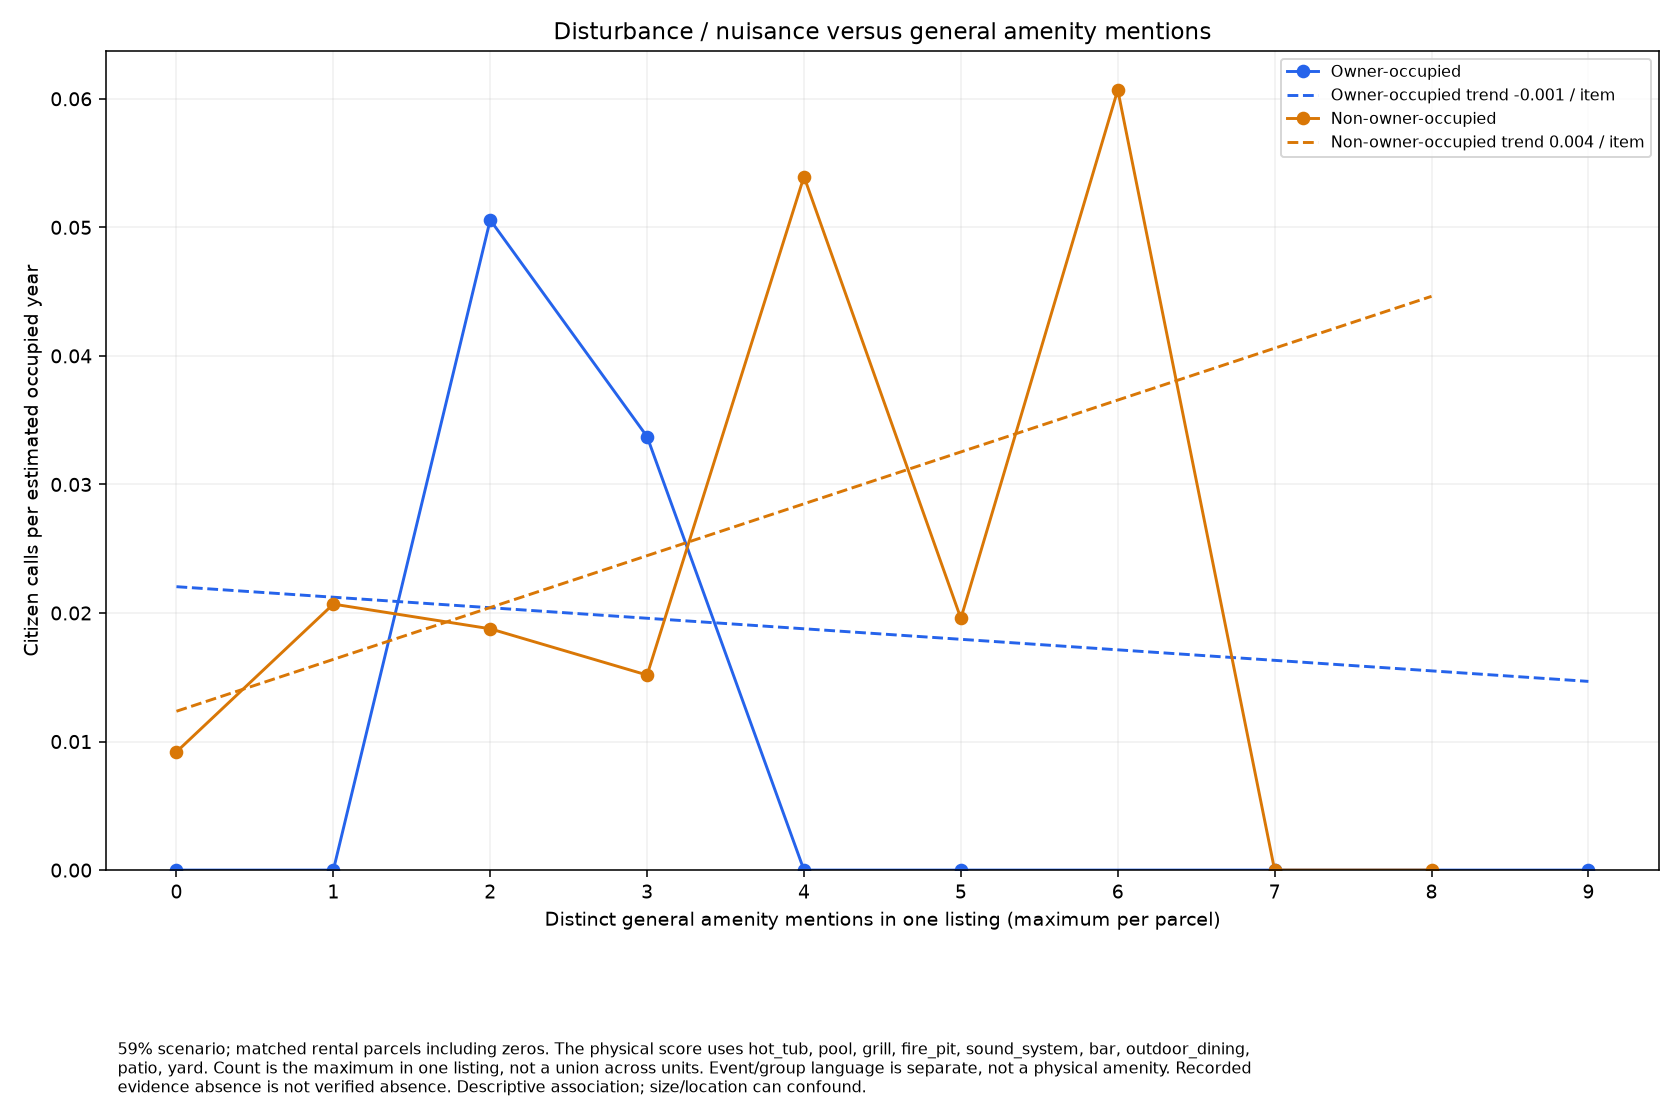 Disturbance / nuisance versus general amenity mentions
Owner-occupied
Owner-occupied trend -0.001 / item
Non-owner-occupied
Non-owner-occupied trend 0.004 / item
Citizen calls per estimated occupied year
0.06
0.05
0.04
0.03
0.02
0.01
0.00
0 1 2 3 4 5 6 7 8 9
Distinct general amenity mentions in one listing (maximum per parcel)
59% scenario; matched rental parcels including zeros. The physical score uses hot_tub, pool, grill, fire_pit, sound_system, bar, outdoor_dining,
patio, yard. Count is the maximum in one listing, not a union across units. Event/group language is separate, not a physical amenity. Recorded
evidence absence is not verified absence. Descriptive association; size/location can confound.